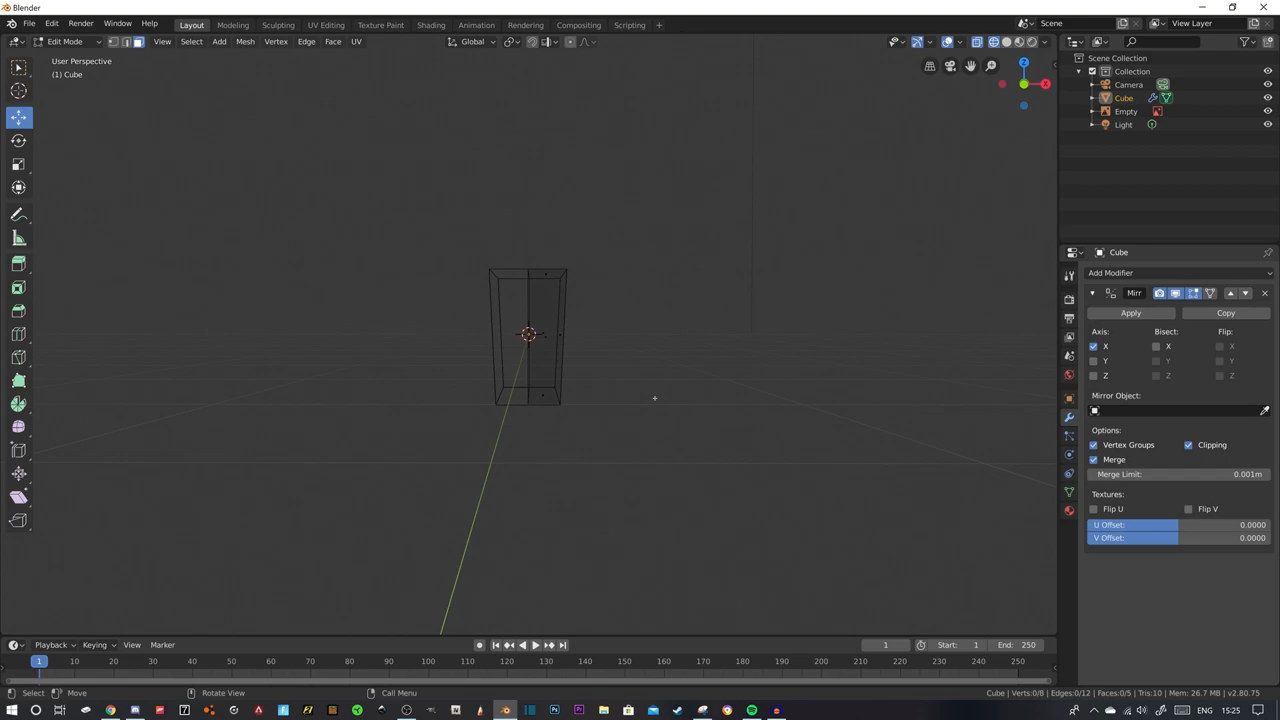 Blender
File Edit Render Window Help Layout Modeling Sculpting UV Editing Texture Paint Shading Animation Rendering Compositing Scripting + Scene View Layer
Edit Mode View Select Add Mesh Vertex Edge Face UV Global
User Perspective
(1) Cube
Z
X
Scene Collection
Collection
Camera
Cube
Empty
Light
Cube
Add Modifier
Mirr
Apply Copy
Axis: Bisect: Flip:
X X X
Y Y Y
Z Z Z
Mirror Object:
Options:
Vertex Groups Clipping
Merge
Merge Limit: 0.001m
Textures:
Flip U Flip V
U Offset: 0.0000
V Offset: 0.0000
Playback Keying View Marker 1 Start: 1 End: 250
1 10 20 30 40 50 60 70 80 90 100 110 120 130 140 150 160 170 180 190 200 210 220 230 240 250
Select Move Rotate View Call Menu Cube | Verts:0/8 | Edges:0/12 | Faces:0/5 | Tris:10 | Mem: 26.7 MB | v2.80.75
ENG 15:25